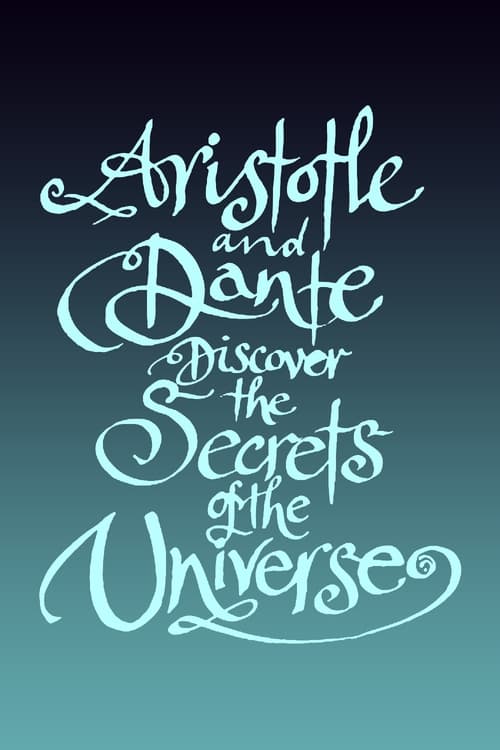 Aristotle
and
Dante
Discover
the
Secrets
of the
Universe